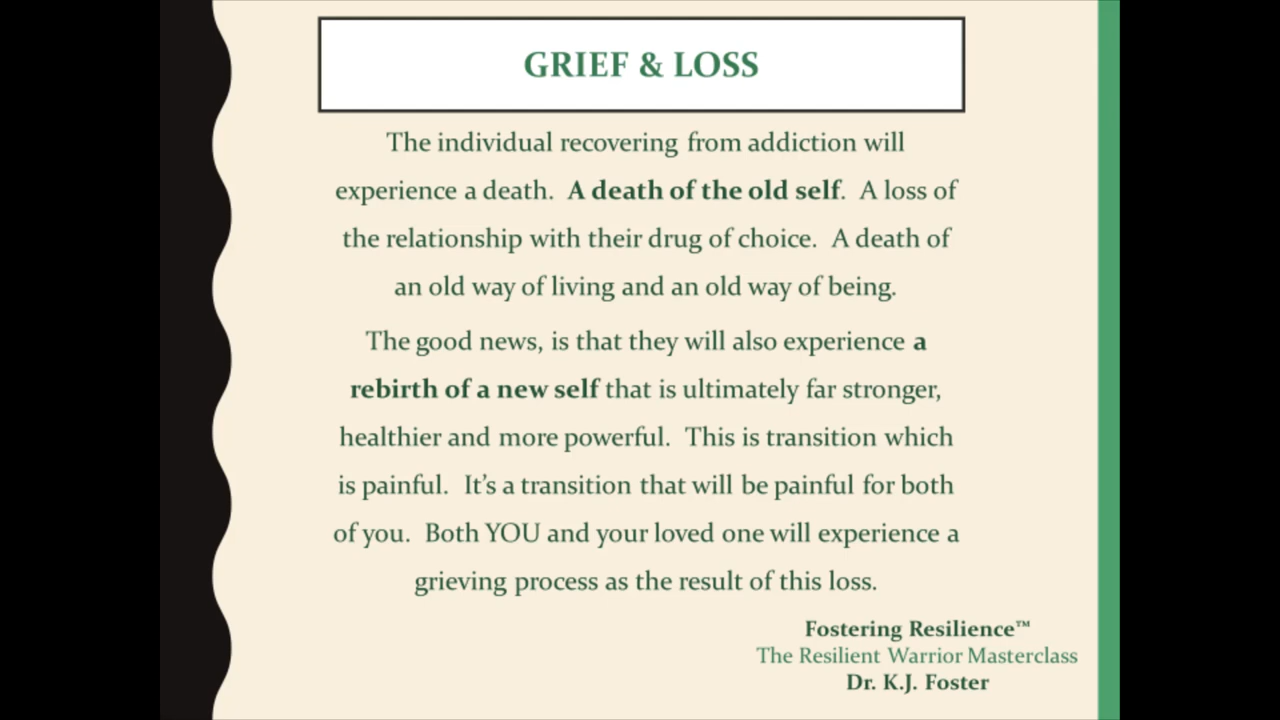 GRIEF & LOSS
The individual recovering from addiction will
experience a death.  A death of the old self.  A loss of
the relationship with their drug of choice.  A death of
an old way of living and an old way of being.
The good news, is that they will also experience a
rebirth of a new self that is ultimately far stronger,
healthier and more powerful.  This is transition which
is painful.  It’s a transition that will be painful for both
of you.  Both YOU and your loved one will experience a
grieving process as the result of this loss.
Fostering Resilience™
The Resilient Warrior Masterclass
Dr. K.J. Foster